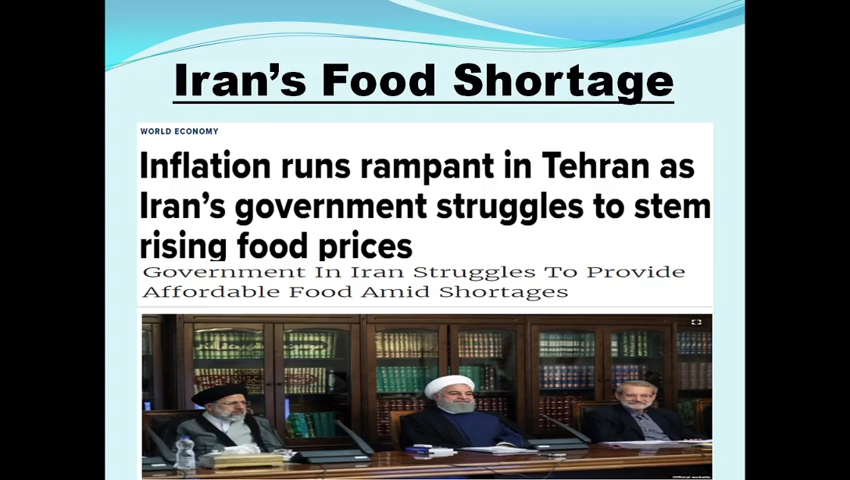 Iran's Food Shortage
WORLD ECONOMY
Inflation runs rampant in Tehran as
Iran's government struggles to stem
rising food prices
Government In Iran Struggles To Provide
Affordable Food Amid Shortages